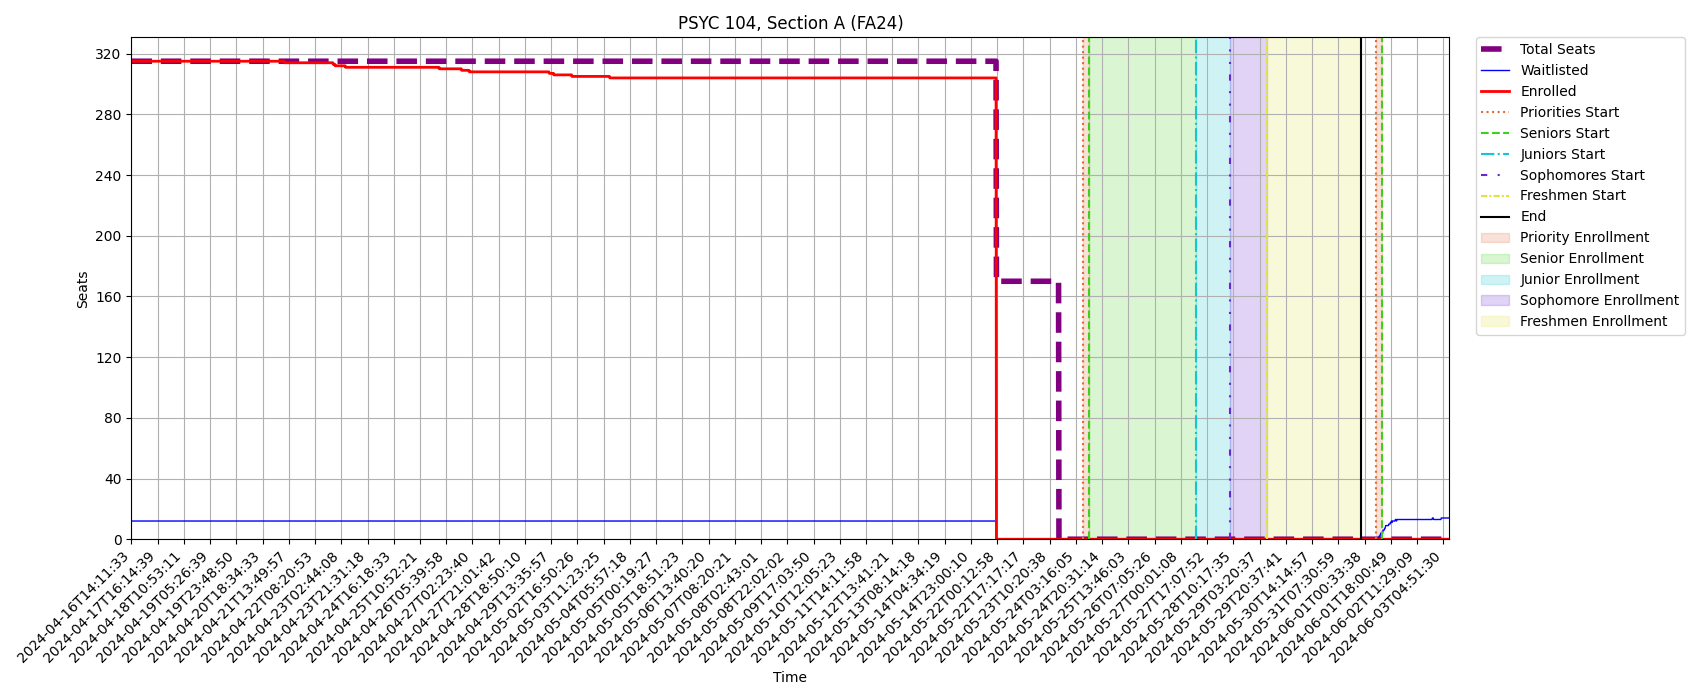 PSYC 104, Section A (FA24)
Seats
320
280
240
200
160
120
80
40
0
2024-04-16T14:11:33
2024-04-17T16:14:39
2024-04-18T10:53:11
2024-04-19T05:26:39
2024-04-19T23:48:50
2024-04-20T18:34:33
2024-04-21T13:49:57
2024-04-22T08:20:53
2024-04-23T02:44:08
2024-04-23T21:31:18
2024-04-24T16:18:33
2024-04-25T10:52:21
2024-04-26T05:39:58
2024-04-27T02:23:40
2024-04-27T21:01:42
2024-04-28T18:50:10
2024-04-29T13:35:57
2024-05-02T16:50:26
2024-05-03T11:23:25
2024-05-04T05:57:18
2024-05-05T00:19:27
2024-05-05T18:51:23
2024-05-06T13:40:20
2024-05-07T08:20:21
2024-05-08T02:43:01
2024-05-08T22:02:02
2024-05-09T17:03:50
2024-05-10T12:05:23
2024-05-11T14:11:58
2024-05-12T13:41:21
2024-05-13T08:14:18
2024-05-14T04:34:19
2024-05-14T23:00:10
2024-05-22T00:12:58
2024-05-22T17:17:17
2024-05-23T10:20:38
2024-05-24T03:16:05
2024-05-24T20:31:14
2024-05-25T13:46:03
2024-05-26T07:05:26
2024-05-27T00:01:08
2024-05-27T17:07:52
2024-05-28T10:17:35
2024-05-29T03:20:37
2024-05-29T20:37:41
2024-05-30T14:14:57
2024-05-31T07:30:59
2024-06-01T00:33:38
2024-06-01T18:00:49
2024-06-02T11:29:09
2024-06-03T04:51:30
Time
Total Seats
Waitlisted
Enrolled
Priorities Start
Seniors Start
Juniors Start
Sophomores Start
Freshmen Start
End
Priority Enrollment
Senior Enrollment
Junior Enrollment
Sophomore Enrollment
Freshmen Enrollment